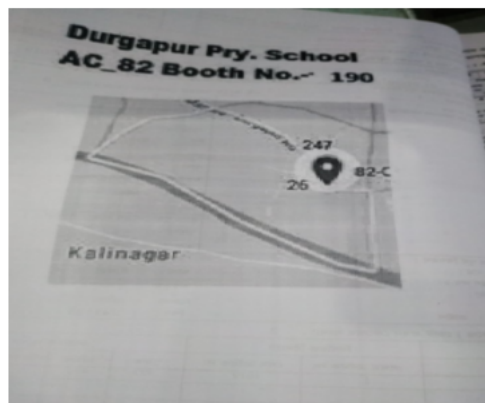 Durgapur Pry. School
AC_82 Booth No.- 190
247
82-C
26
Kalinagar